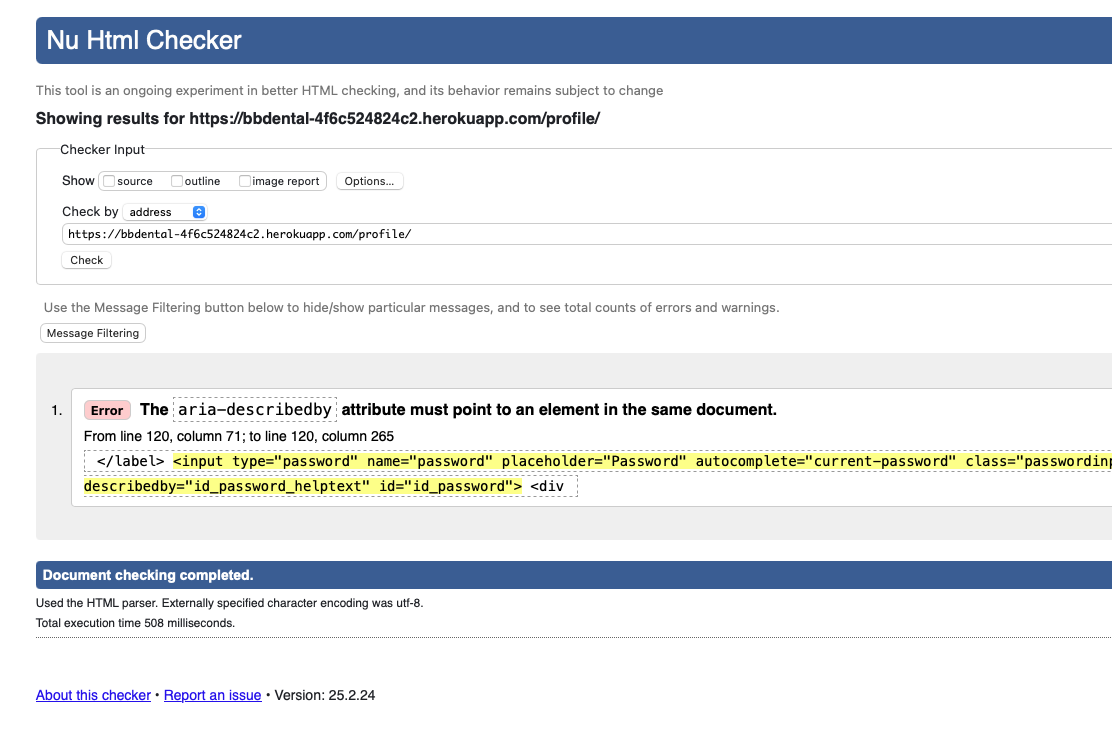 Nu Html Checker
This tool is an ongoing experiment in better HTML checking, and its behavior remains subject to change
Showing results for https://bbdental-4f6c524824c2.herokuapp.com/profile/
Checker Input
Show source outline image report Options...
Check by address
https://bbdental-4f6c524824c2.herokuapp.com/profile/
Check
Use the Message Filtering button below to hide/show particular messages, and to see total counts of errors and warnings.
Message Filtering
1. Error The aria-describedby attribute must point to an element in the same document.
From line 120, column 71; to line 120, column 265
</label> <input type="password" name="password" placeholder="Password" autocomplete="current-password" class="passwordinp
describedby="id_password_helptext" id="id_password"> <div
Document checking completed.
Used the HTML parser. Externally specified character encoding was utf-8.
Total execution time 508 milliseconds.
About this checker • Report an issue • Version: 25.2.24